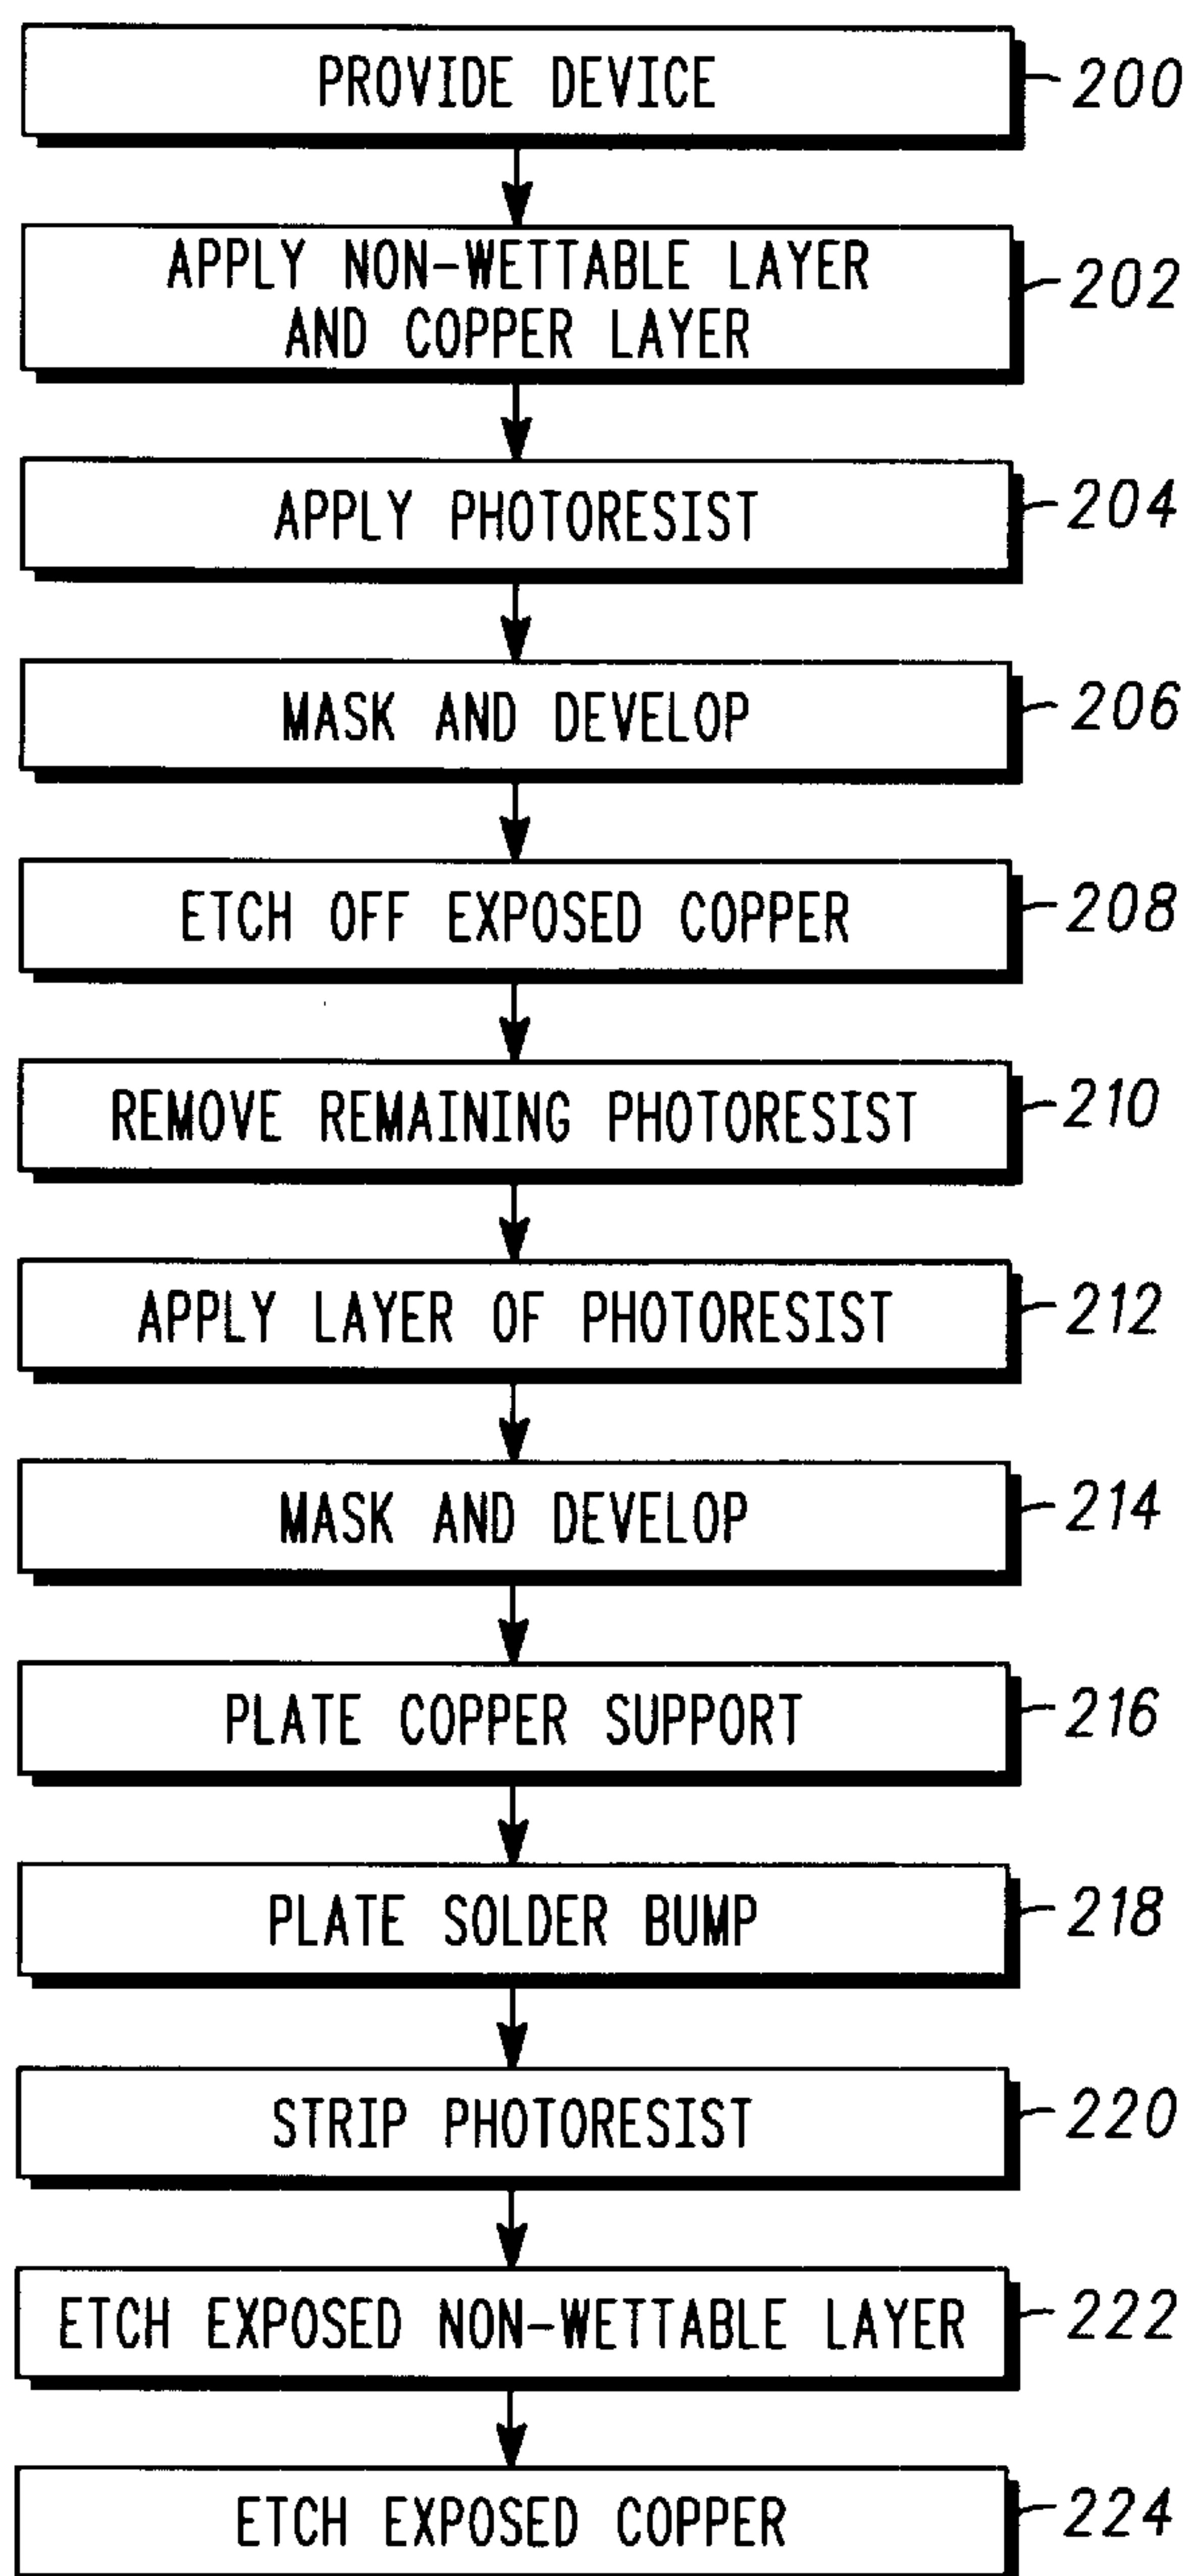 PROVIDE DEVICE
200
APPLY NON-WETTABLE LAYER
AND COPPER LAYER
202
APPLY PHOTORESIST
204
MASK AND DEVELOP
206
ETCH OFF EXPOSED COPPER
208
REMOVE REMAINING PHOTORESIST
210
APPLY LAYER OF PHOTORESIST
212
MASK AND DEVELOP
214
PLATE COPPER SUPPORT
216
PLATE SOLDER BUMP
218
STRIP PHOTORESIST
220
ETCH EXPOSED NON-WETTABLE LAYER
222
ETCH EXPOSED COPPER
224